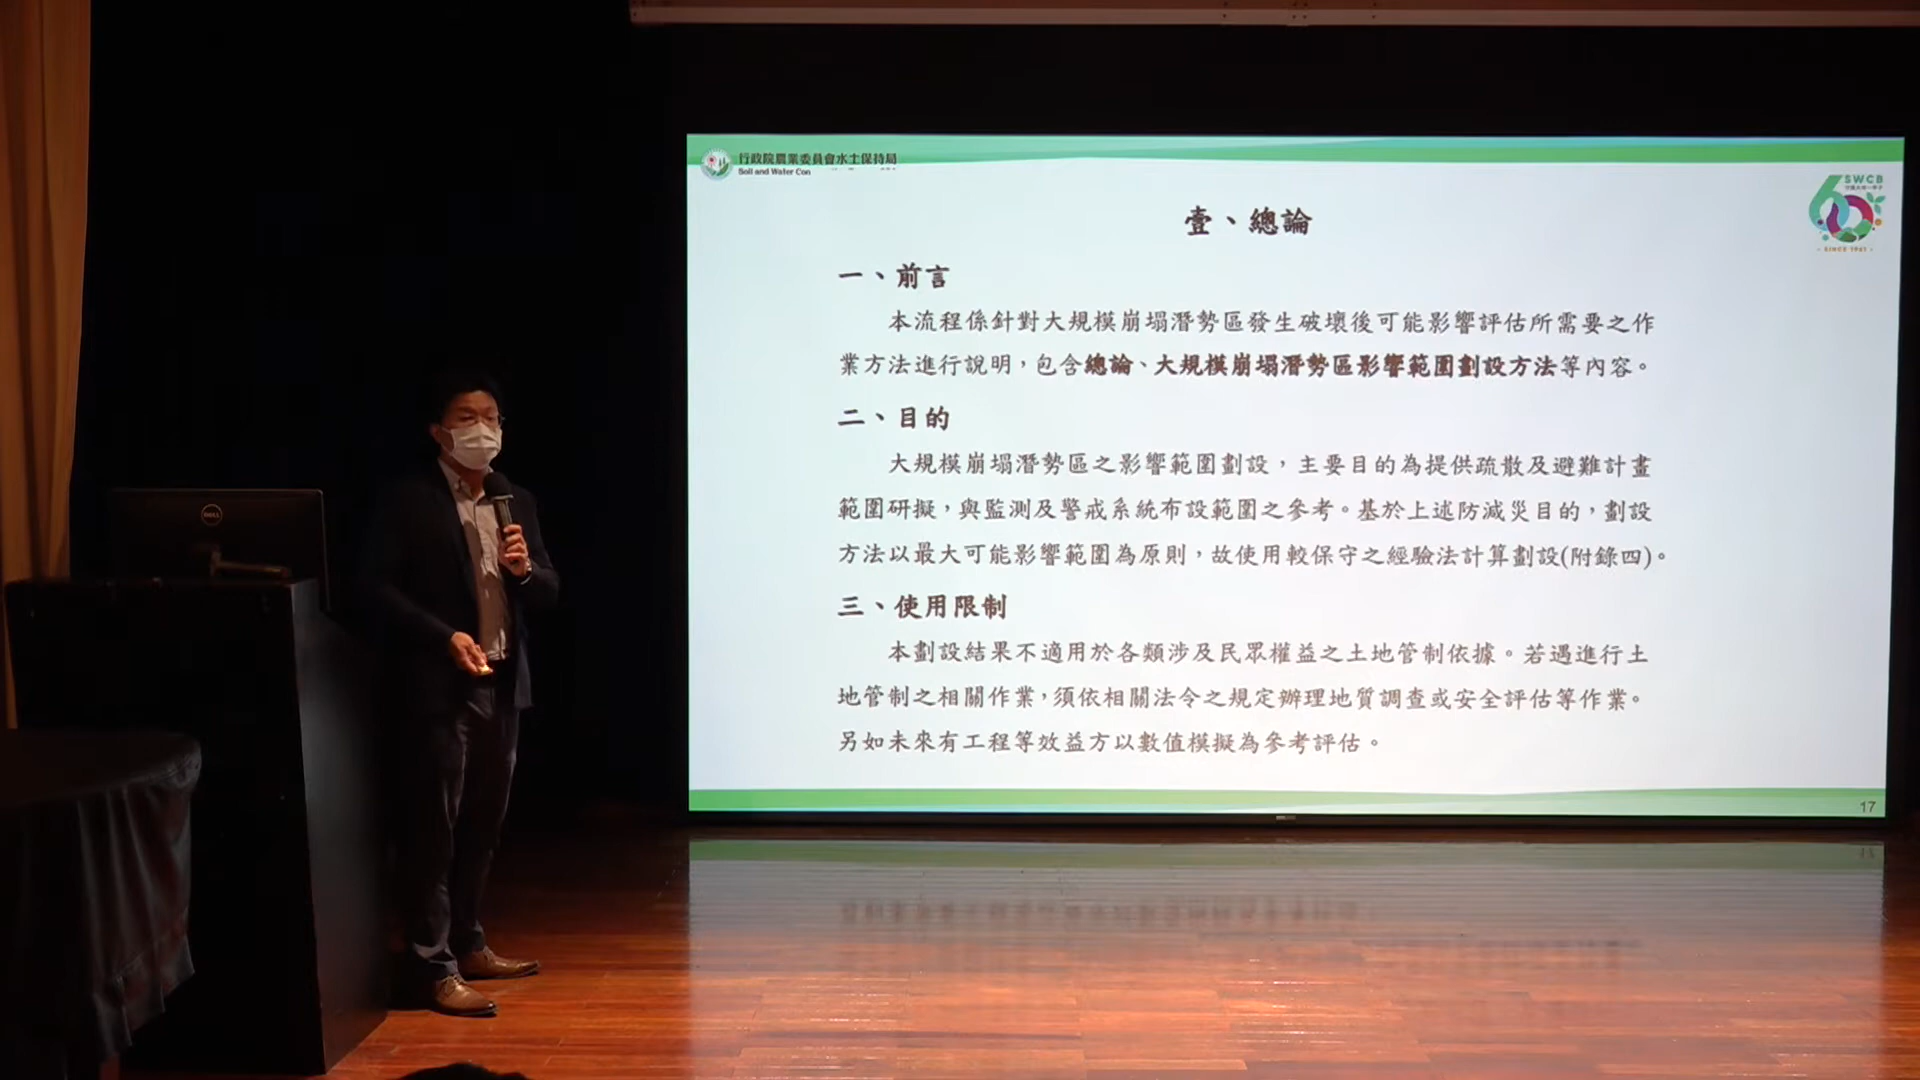 行政院農業委員會水土保持局
Soil and Water Con
SWCB
60
SINCE 1961
壹、總論
一、前言
本流程係針對大規模崩塌潛勢區發生破壞後可能影響評估所需要之作
業方法進行說明，包含總論、大規模崩塌潛勢區影響範圍劃設方法等內容。
二、目的
大規模崩塌潛勢區之影響範圍劃設，主要目的為提供疏散及避難計畫
範圍研擬，與監測及警戒系統布設範圍之參考。基於上述防減災目的，劃設
方法以最大可能影響範圍為原則，故使用較保守之經驗法計算劃設(附錄四)。
三、使用限制
本劃設結果不適用於各類涉及民眾權益之土地管制依據。若遇進行土
地管制之相關作業，須依相關法令之規定辦理地質調查或安全評估等作業。
另如未來有工程等效益方以數值模擬為參考評估。
17
DELL